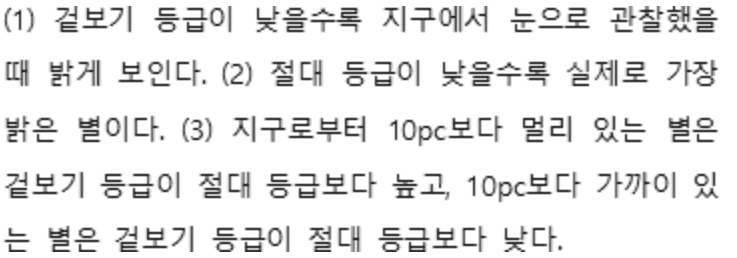 (1) 겉보기 등급이 낮을수록 지구에서 눈으로 관찰했을
때 밝게 보인다. (2) 절대 등급이 낮을수록 실제로 가장
밝은 별이다. (3) 지구로부터 10pc보다 멀리 있는 별은
겉보기 등급이 절대 등급보다 높고, 10pc보다 가까이 있
는 별은 겉보기 등급이 절대 등급보다 낮다.